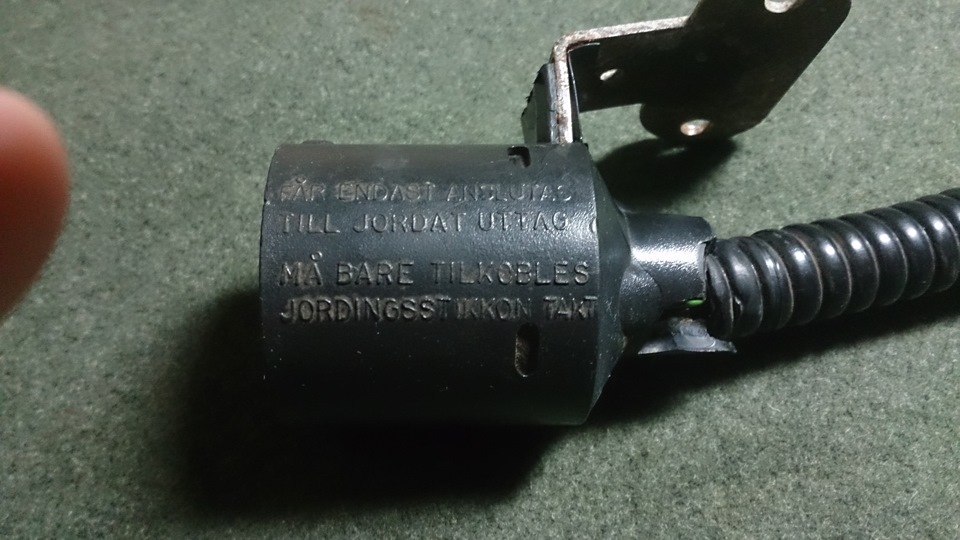 FÅR ENDAST ANSLUTAS
TILL JORDAT UTTAG
MÅ BARE TILKOBLES
JORDINGSSTIKKONTAKT